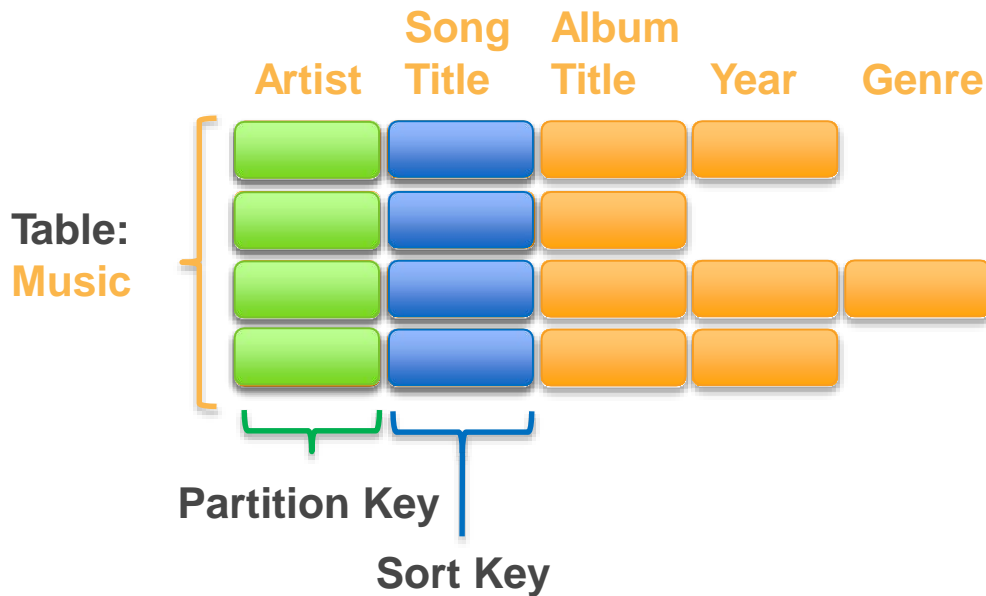 Song Album
Artist Title Title Year Genre
Table:
Music
Partition Key
Sort Key